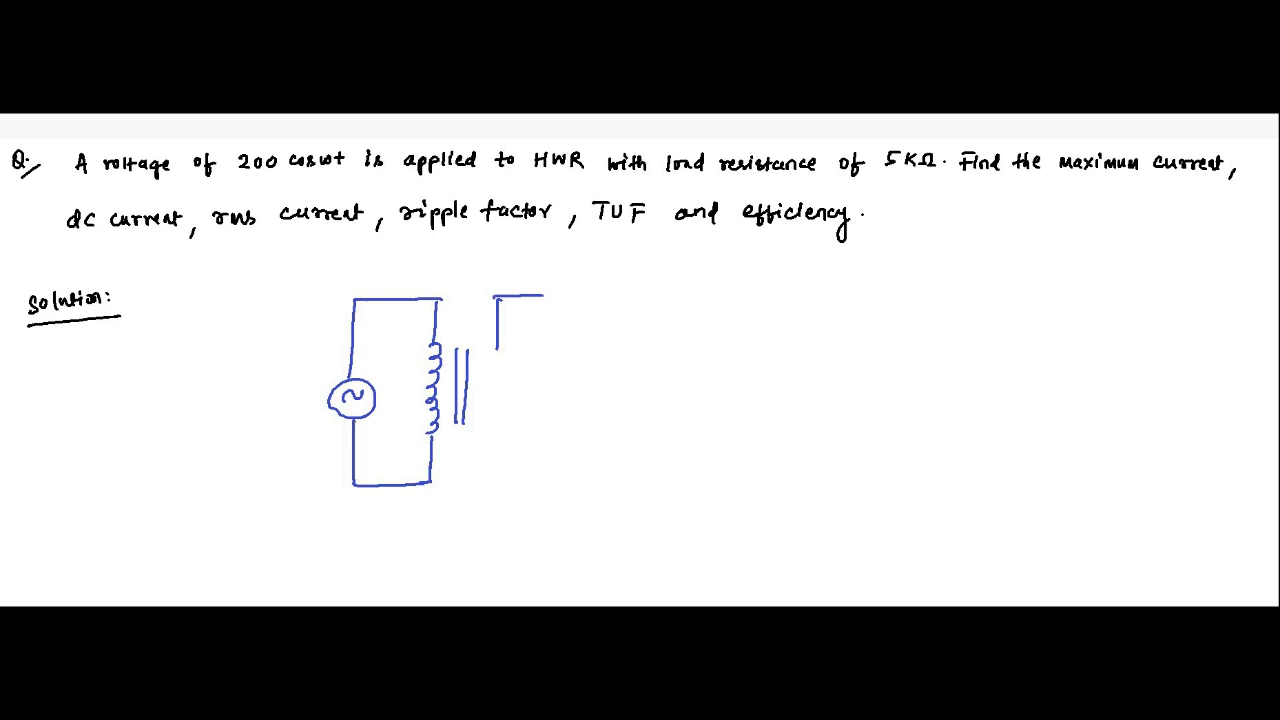 Q. A voltage of 200 cosωt is applied to HWR with load resistance of 5KΩ. Find the maximum current,
dc current, rms current, ripple factor, TUF and efficiency.
Solution: